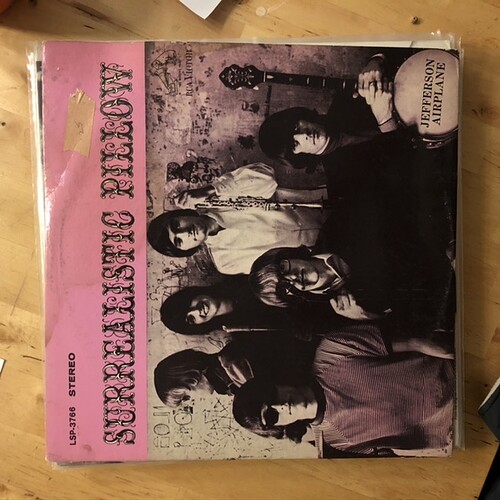 LSP-3766 STEREO
SURREALISTIC PILLOW
RCA VICTOR
JEFFERSON
AIRPLANE